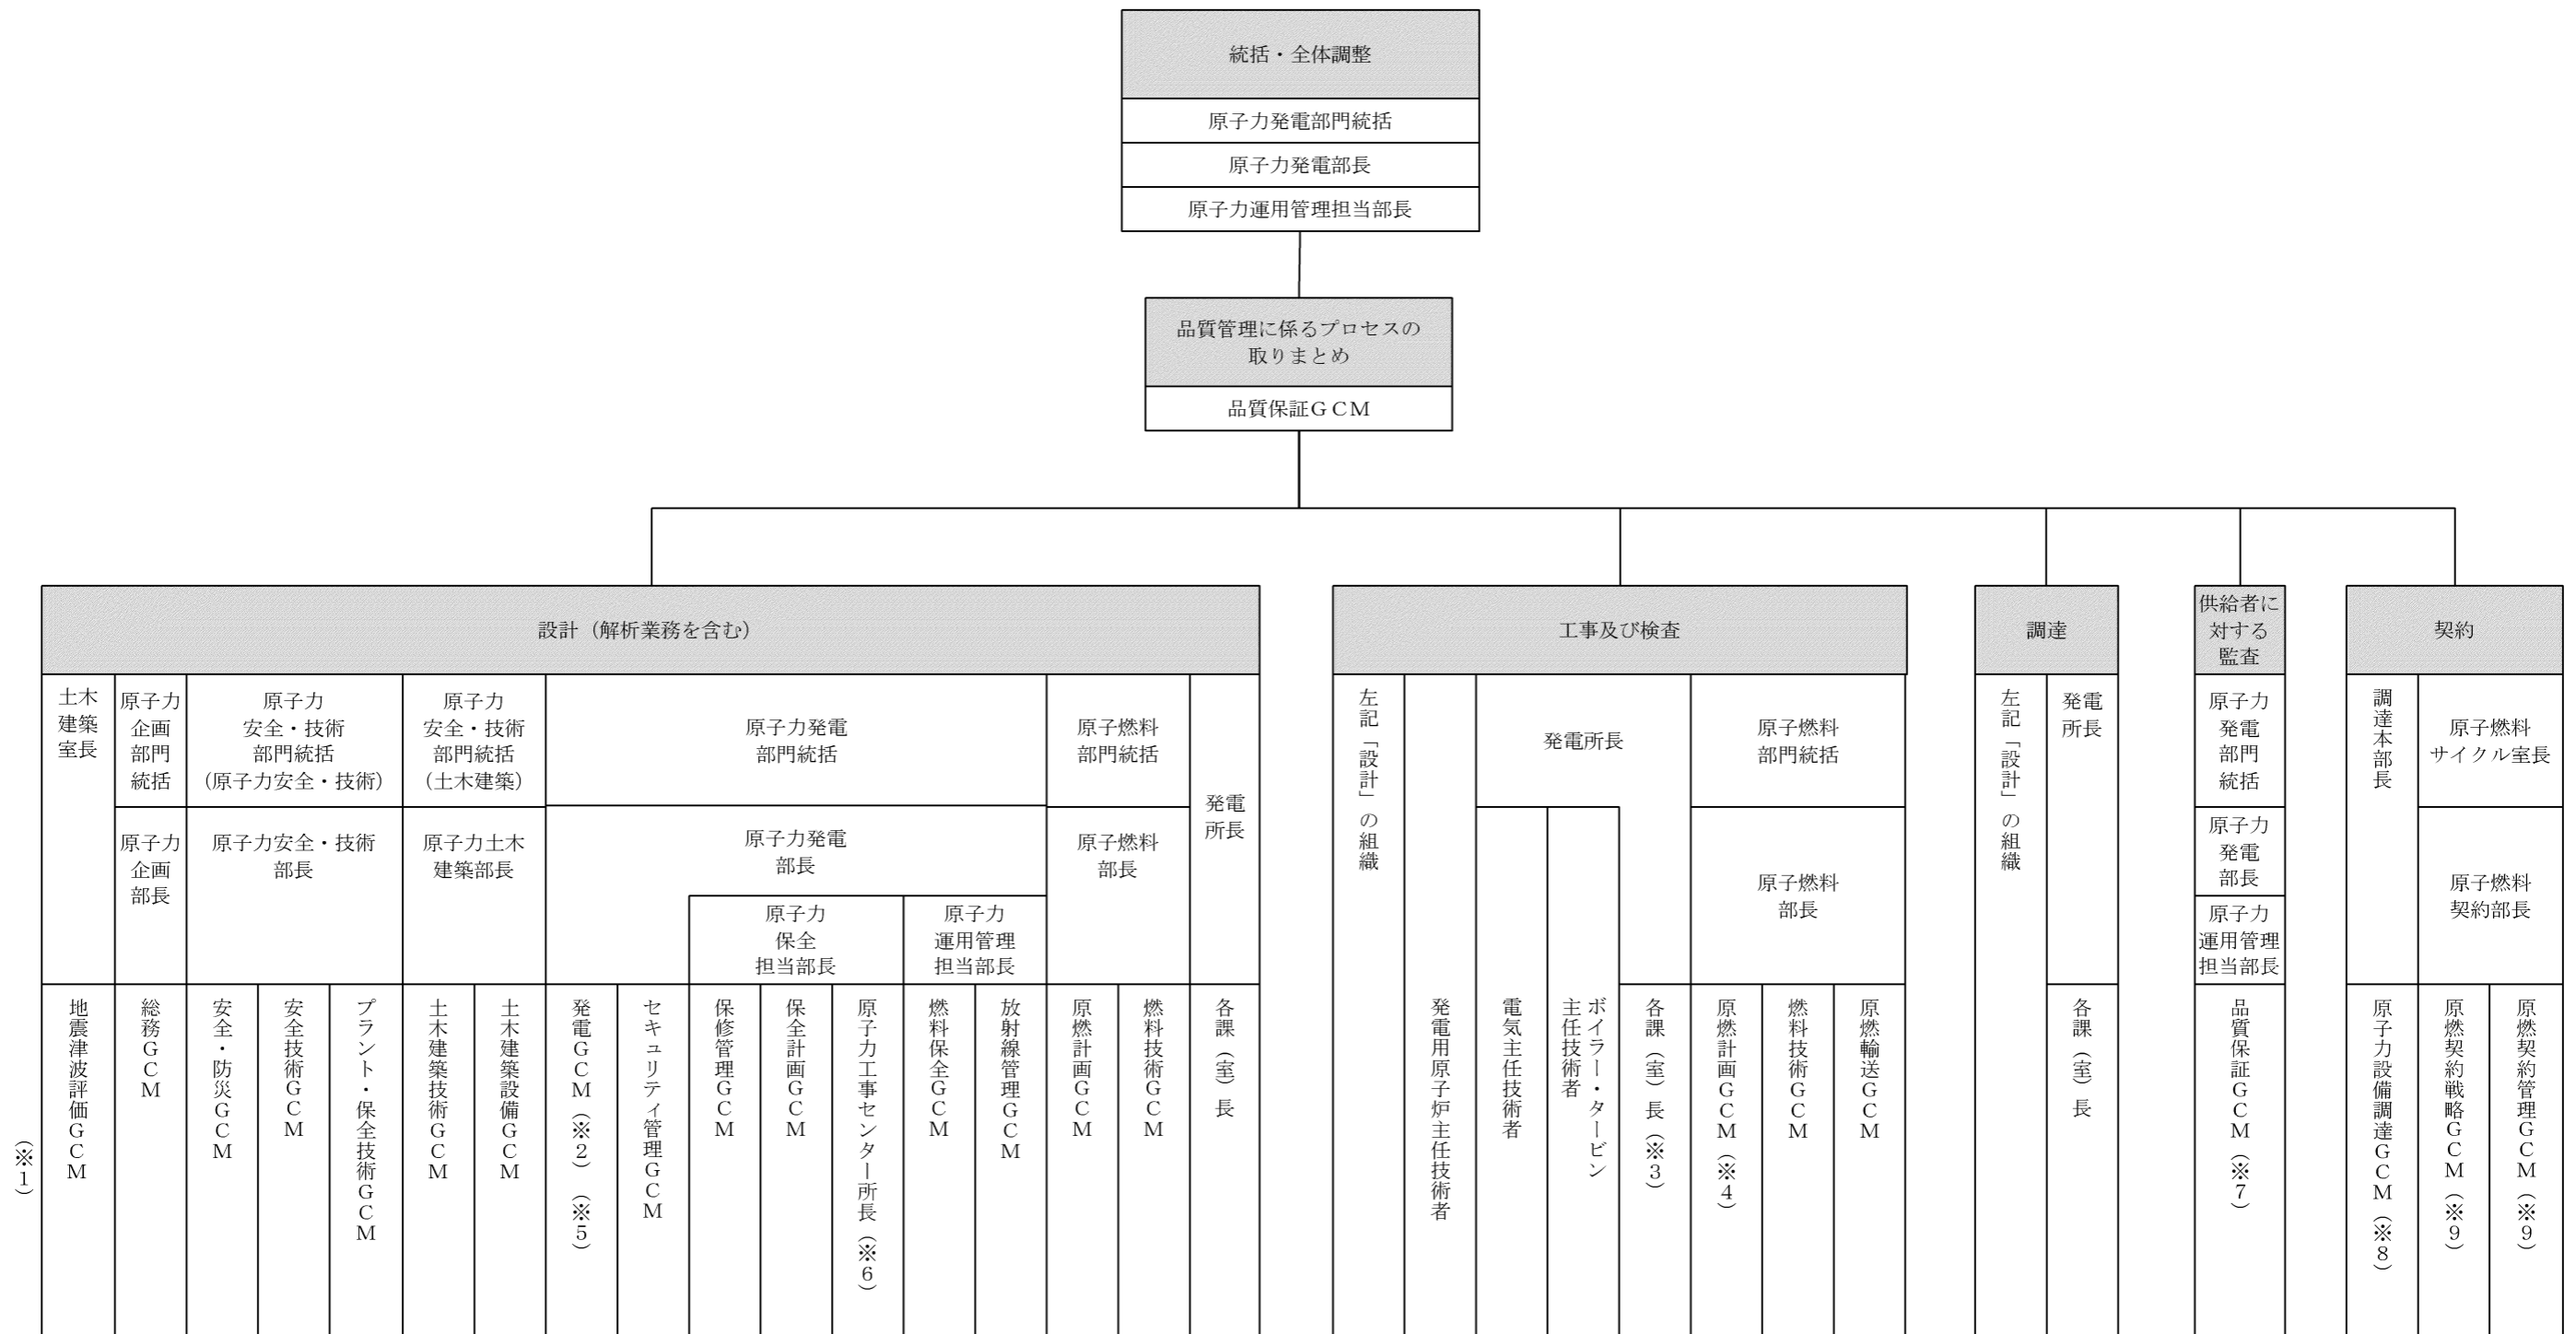 統括・全体調整
原子力発電部門統括
原子力発電部長
原子力運用管理担当部長
品質管理に係るプロセスの
取りまとめ
品質保証ＧＣＭ
設計（解析業務を含む）
土木
建築
室長
原子力
企画
部門
統括
原子力
安全・技術
部門統括
（原子力安全・技術）
原子力
安全・技術
部門統括
（土木建築）
原子力発電
部門統括
原子燃料
部門統括
発電
所長
原子力
企画
部長
原子力安全・技術
部長
原子力土木
建築部長
原子力発電
部長
原子燃料
部長
原子力
保全
担当部長
原子力
運用管理
担当部長
（※１）
地震津波評価ＧＣＭ
総務ＧＣＭ
安全・防災ＧＣＭ
安全技術ＧＣＭ
プラント・保全技術ＧＣＭ
土木建築技術ＧＣＭ
土木建築設備ＧＣＭ
発電ＧＣＭ（※２）（※５）
セキュリティ管理ＧＣＭ
保修管理ＧＣＭ
保全計画ＧＣＭ
原子力工事センター所長（※６）
燃料保全ＧＣＭ
放射線管理ＧＣＭ
原燃計画ＧＣＭ
燃料技術ＧＣＭ
各課（室）長
工事及び検査
左記「設計」の組織
発電用原子炉主任技術者
発電所長
電気主任技術者
ボイラー・タービン
主任技術者
各課（室）長（※３）
原子燃料
部門統括
原子燃料
部長
原燃計画ＧＣＭ（※４）
燃料技術ＧＣＭ
原燃輸送ＧＣＭ
調達
左記「設計」の組織
発電
所長
各課（室）長
供給者に
対する
監査
原子力
発電
部門
統括
原子力
発電
部長
原子力
運用管理
担当部長
品質保証ＧＣＭ（※７）
契約
調達本部長
原子燃料
サイクル室長
原子燃料
契約部長
原子力設備調達ＧＣＭ（※８）
原燃契約戦略ＧＣＭ（※９）
原燃契約管理ＧＣＭ（※９）